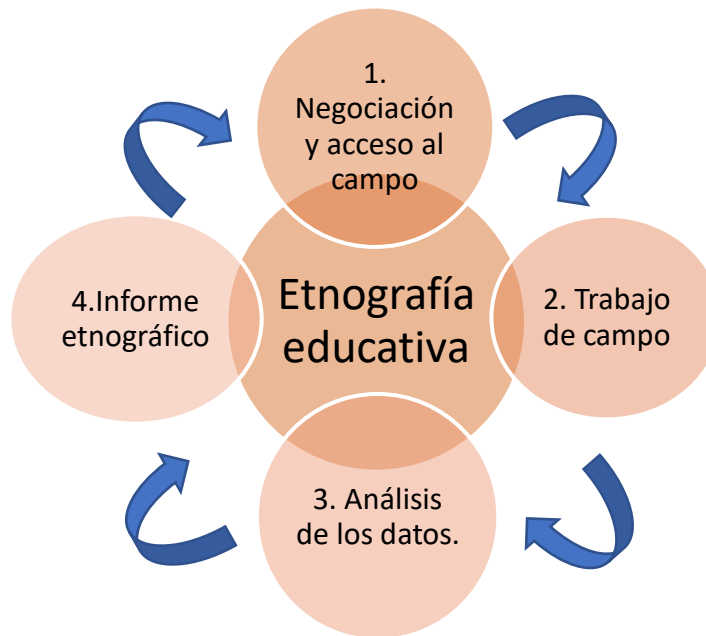 1.
Negociación
y acceso al
campo
Etnografía
educativa
2. Trabajo
de campo
3. Análisis
de los datos.
4.Informe
etnográfico